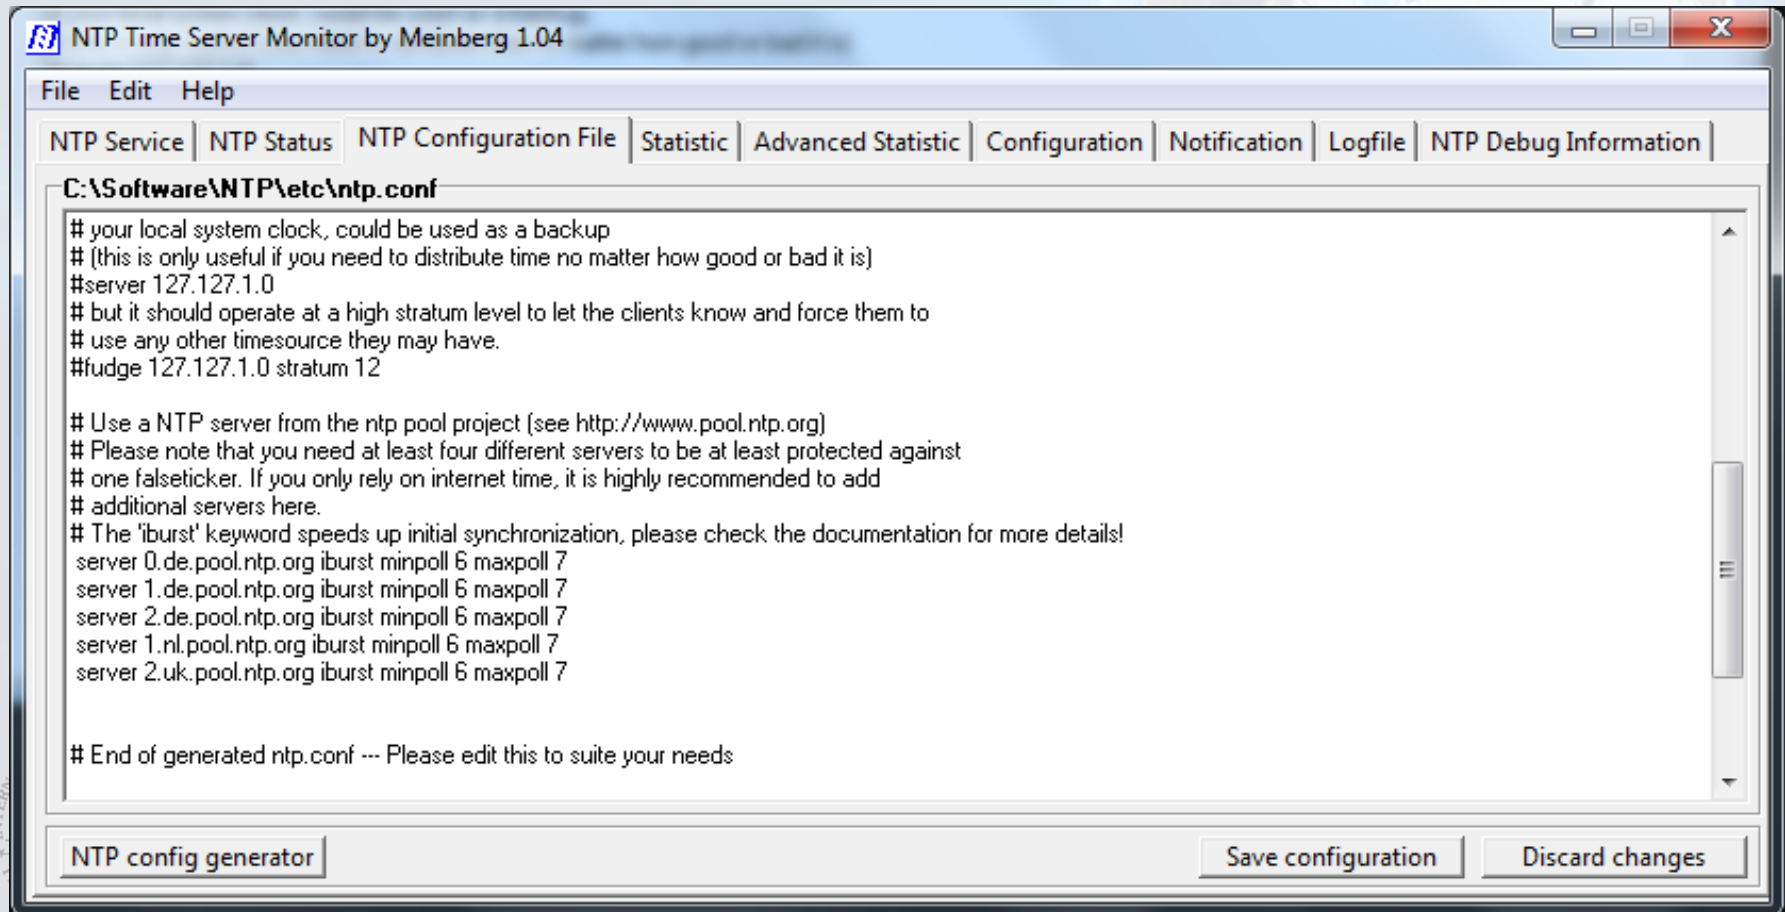 NTP Time Server Monitor by Meinberg 1.04
File Edit Help
NTP Service NTP Status NTP Configuration File Statistic Advanced Statistic Configuration Notification Logfile NTP Debug Information
C:\Software\NTP\etc\ntp.conf
# your local system clock, could be used as a backup
# (this is only useful if you need to distribute time no matter how good or bad it is)
#server 127.127.1.0
# but it should operate at a high stratum level to let the clients know and force them to
# use any other timesource they may have.
#fudge 127.127.1.0 stratum 12
# Use a NTP server from the ntp pool project (see http://www.pool.ntp.org)
# Please note that you need at least four different servers to be at least protected against
# one falseticker. If you only rely on internet time, it is highly recommended to add
# additional servers here.
# The 'iburst' keyword speeds up initial synchronization, please check the documentation for more details!
server 0.de.pool.ntp.org iburst minpoll 6 maxpoll 7
server 1.de.pool.ntp.org iburst minpoll 6 maxpoll 7
server 2.de.pool.ntp.org iburst minpoll 6 maxpoll 7
server 1.nl.pool.ntp.org iburst minpoll 6 maxpoll 7
server 2.uk.pool.ntp.org iburst minpoll 6 maxpoll 7
# End of generated ntp.conf --- Please edit this to suite your needs
NTP config generator Save configuration Discard changes